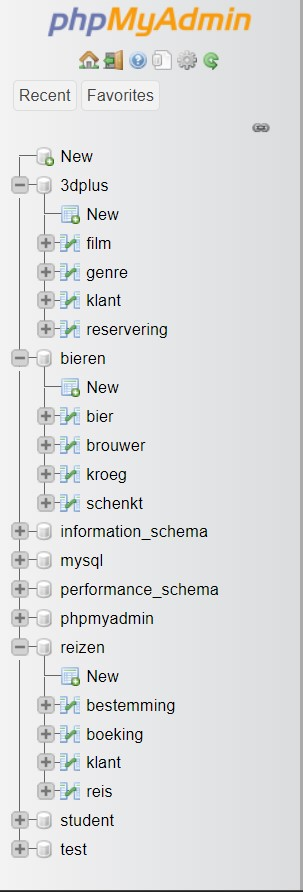 phpMyAdmin
Recent Favorites
New
3dplus
New
film
genre
klant
reservering
bieren
New
bier
brouwer
kroeg
schenkt
information_schema
mysql
performance_schema
phpmyadmin
reizen
New
bestemming
boeking
klant
reis
student
test